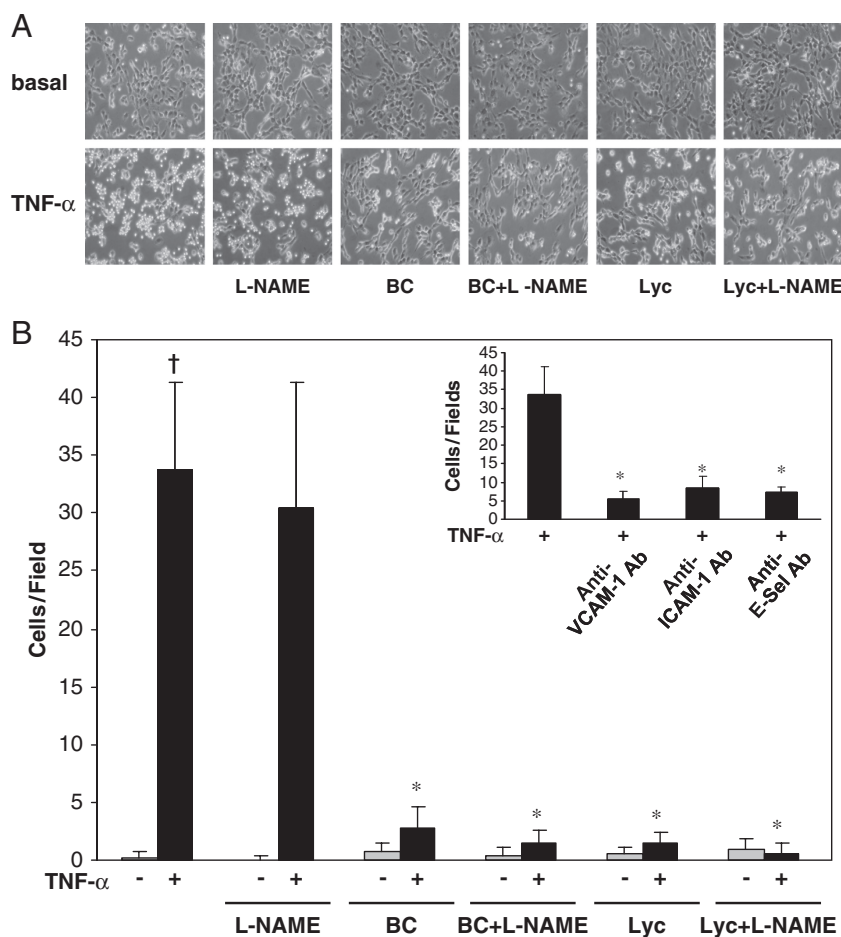 A
basal
TNF-α
L-NAME
BC
BC+L -NAME
Lyc
Lyc+L-NAME
B
45
40
35
30
25
20
15
10
5
0
Cells/Field
†
*
*
*
*
45
40
35
30
25
20
15
10
5
0
Cells/Fields
*
*
*
TNF-α + + + +
Anti-
VCAM-1 Ab
Anti-
ICAM-1 Ab
Anti-
E-Sel Ab
TNF-α - + - + - + - + - + - +
L-NAME
BC
BC+L-NAME
Lyc
Lyc+L-NAME